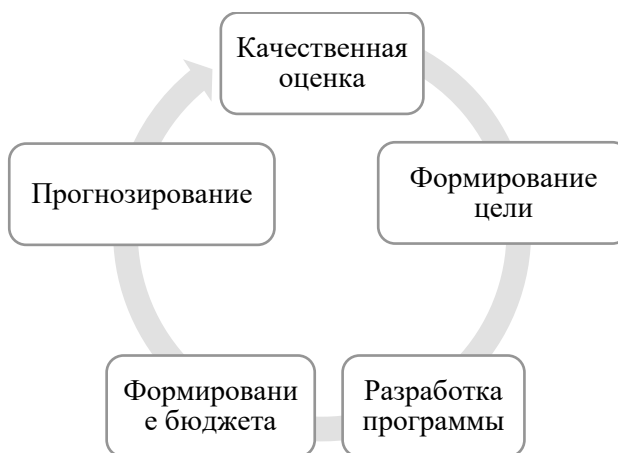 Качественная
оценка
Формирование
цели
Разработка
программы
Формировани
е бюджета
Прогнозирование